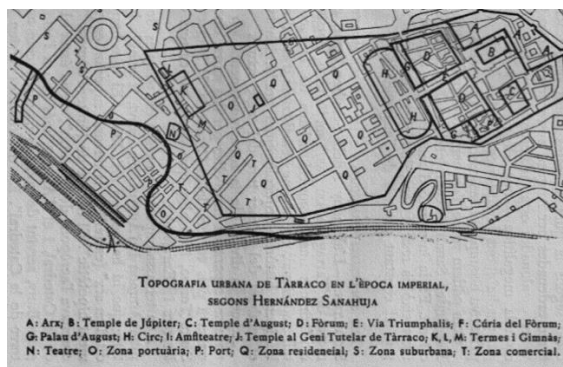 S
S
S
A
D
B
A
G
A
K
Q
Q
H
E
D
C
P
M
N
Q
H
G
F
P
Q
T
Q
T
T
T
Q
T
T
I
O
TOPOGRAFIA URBANA DE TÀRRACO EN L'ÈPOCA IMPERIAL,
SEGONS HERNÁNDEZ SANAHUJA
A: Arx; B: Temple de Júpiter; C: Temple d'August; D: Fòrum; E: Via Triumphalis; F: Cúria del Fòrum;
G: Palau d'August; H: Circ; I: Amfiteatre; J: Temple al Geni Tutelar de Tàrraco; K, L, M: Termes i Gimnàs;
N: Teatre; O: Zona portuària; P: Port; Q: Zona residencial; S: Zona suburbana; T: Zona comercial.